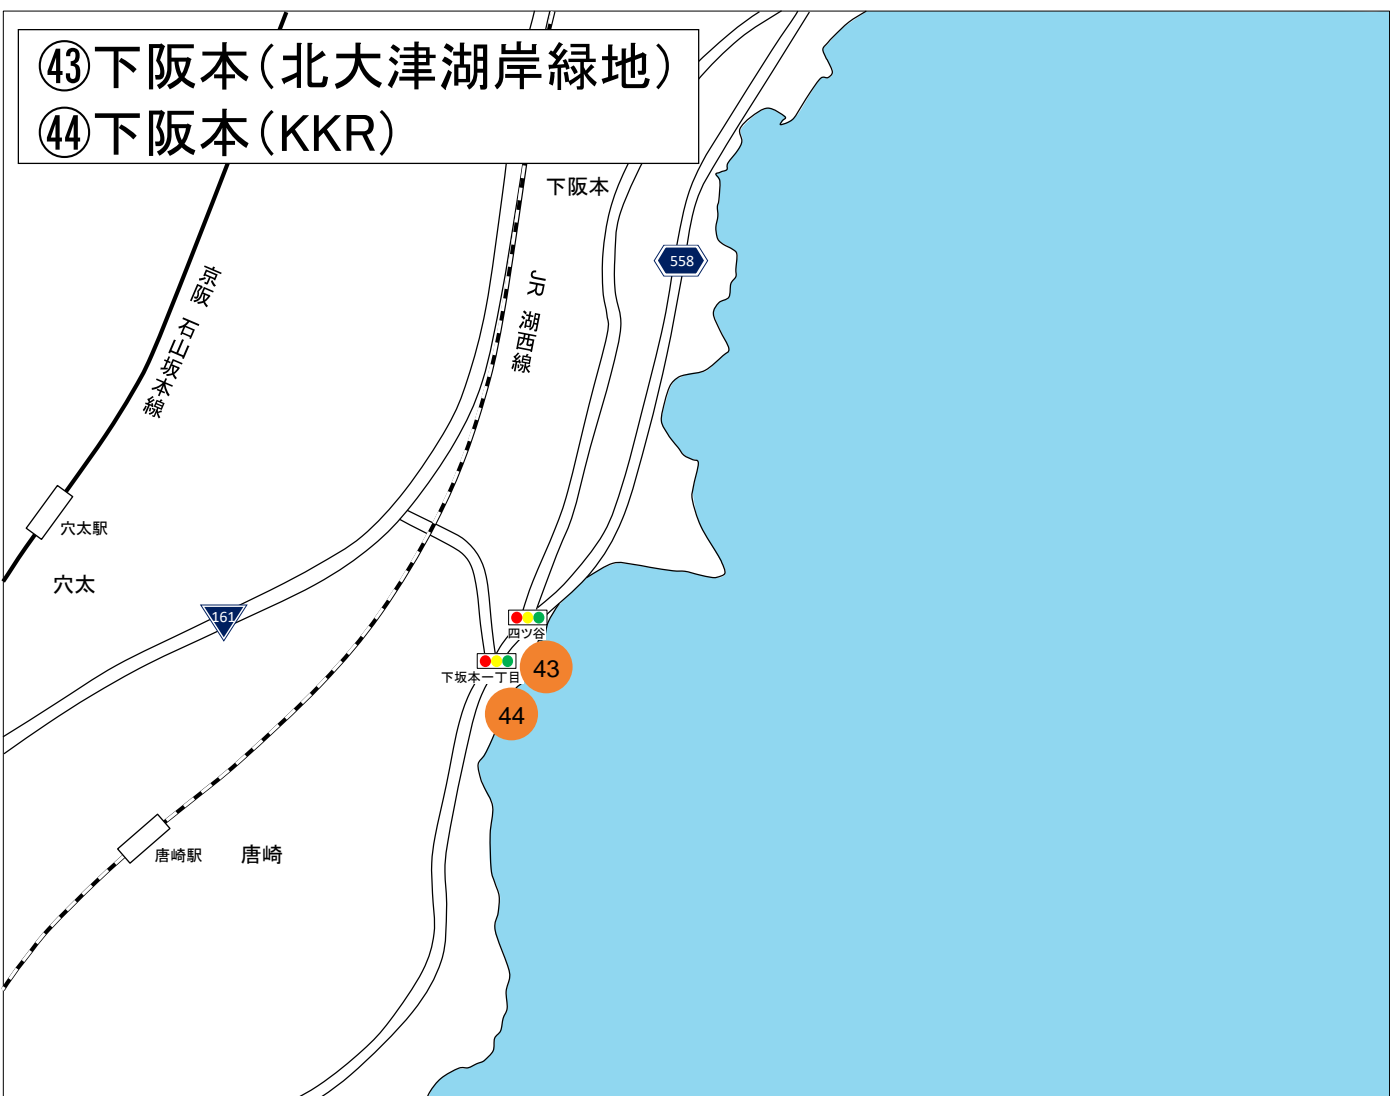 ㊸下阪本(北大津湖岸緑地)
㊹下阪本(KKR)
下阪本
558
京阪 石山坂本線
JR 湖西線
穴太駅
穴太
161
四ツ谷
下坂本一丁目
43
44
唐崎駅
唐崎